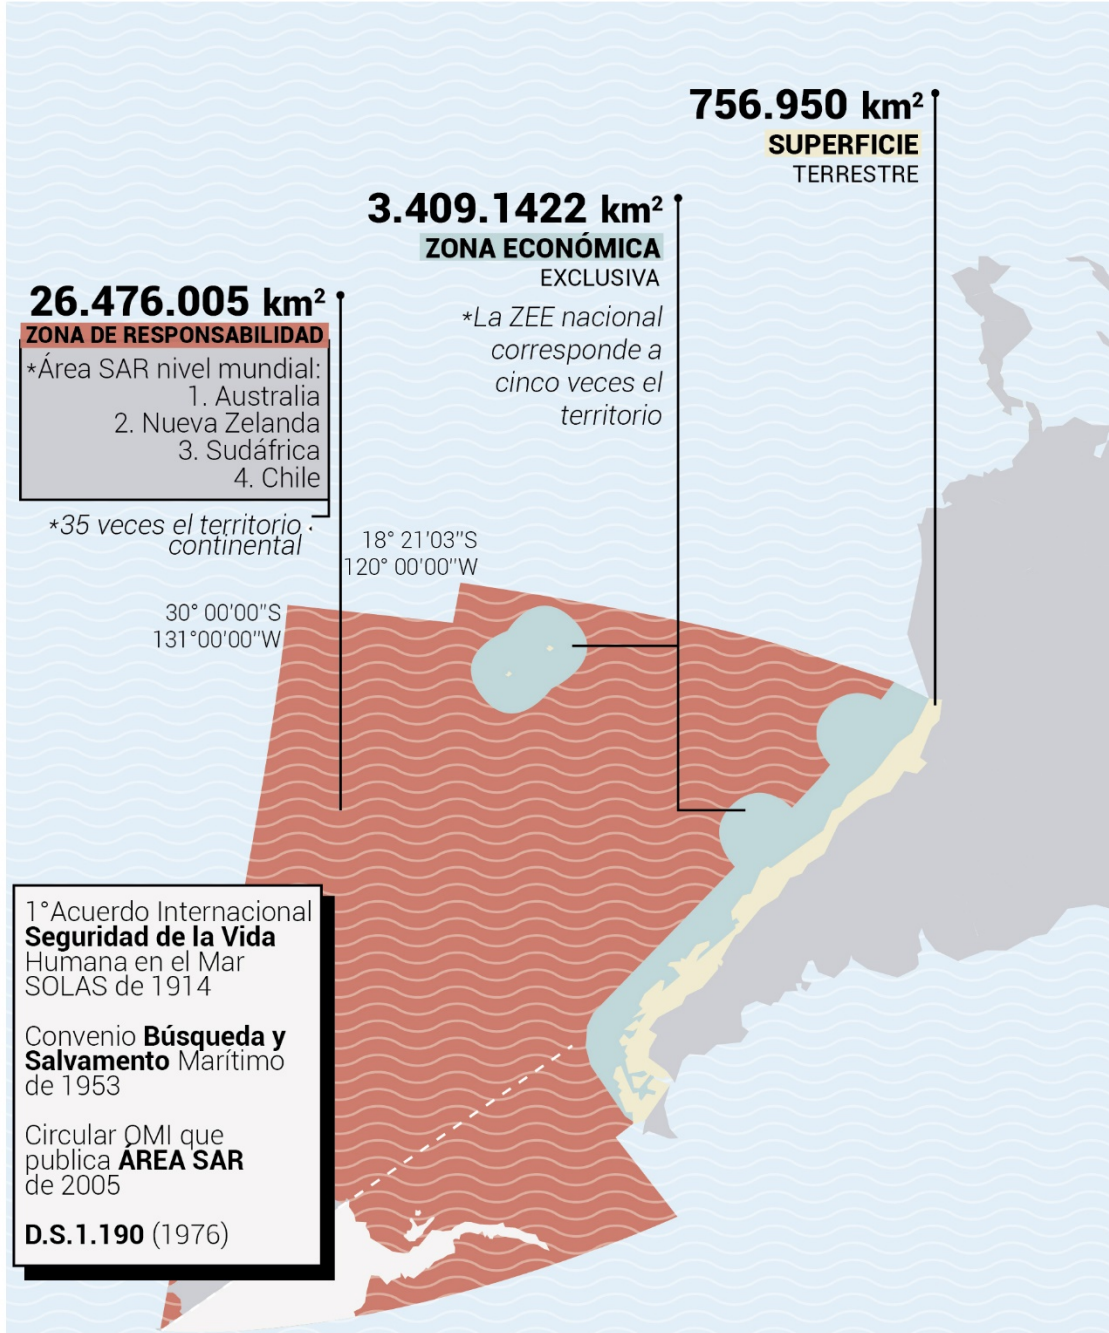 756.950 km²
SUPERFICIE
TERRESTRE
3.409.1422 km²
ZONA ECONÓMICA
EXCLUSIVA
*La ZEE nacional
corresponde a
cinco veces el
territorio
26.476.005 km²
ZONA DE RESPONSABILIDAD
*Área SAR nivel mundial:
1. Australia
2. Nueva Zelanda
3. Sudáfrica
4. Chile
*35 veces el territorio
continental
18° 21'03"S
120° 00'00"W
30° 00'00"S
131°00'00"W
1°Acuerdo Internacional
Seguridad de la Vida
Humana en el Mar
SOLAS de 1914
Convenio Búsqueda y
Salvamento Marítimo
de 1953
Circular OMI que
publica ÁREA SAR
de 2005
D.S.1.190 (1976)